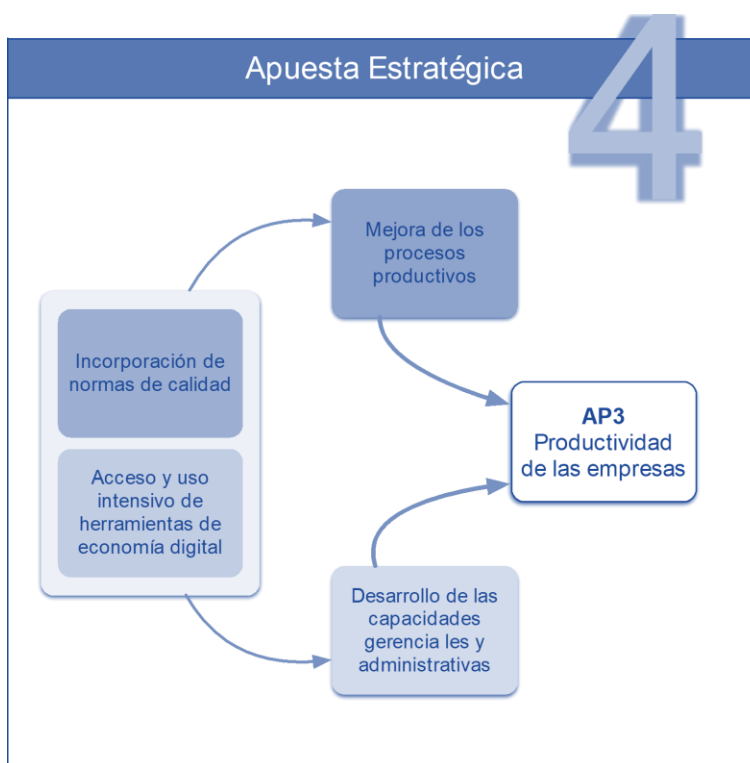 Apuesta Estratégica
4
Mejora de los
procesos
productivos
Incorporación de
normas de calidad
Acceso y uso
intensivo de
herramientas de
economía digital
AP3
Productividad
de las empresas
Desarrollo de las
capacidades
gerencia les y
administrativas